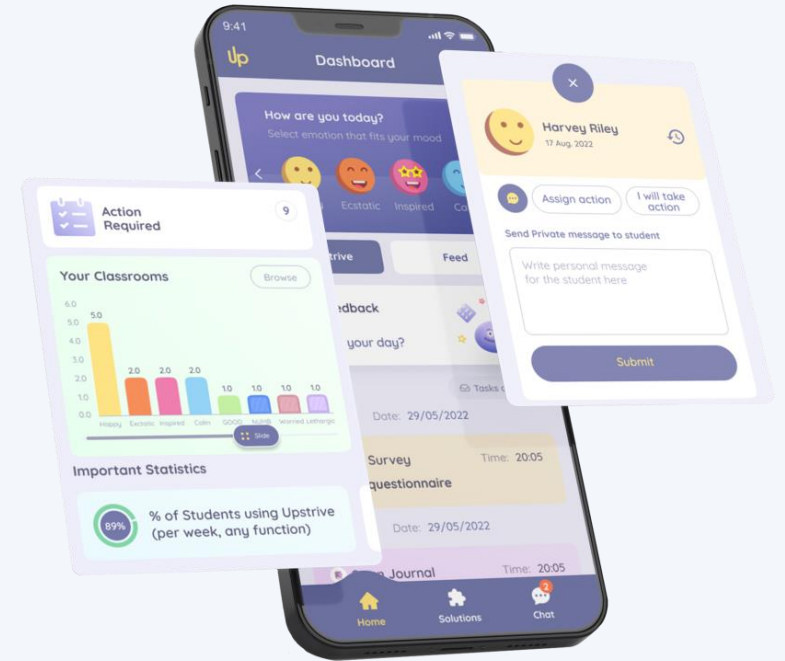 9:41
Up
Dashboard
How are you today?
Select emotion that fits your mood
Ecstatic
Inspired
Feed
your day?
Date: 29/05/2022
Survey
Time: 20:05
questionnaire
Date: 29/05/2022
Journal
Time: 20:05
Home
Solutions
2
Chat
Action
Required
9
Your Classrooms
Browse
6.0
5.0
4.0
3.0
2.0
1.0
0.0
5.0
2.0
2.0
2.0
1.0
1.0
1.0
1.0
Happy
Exctatic
Inspired
Calm
GOOD
NUMB
Worried
Lethargic
Slide
Important Statistics
89%
% of Students using Upstrive
(per week, any function)
Harvey Riley
17 Aug, 2022
Assign action
I will take
action
Send Private message to student
Write personal message
for the student here
Submit